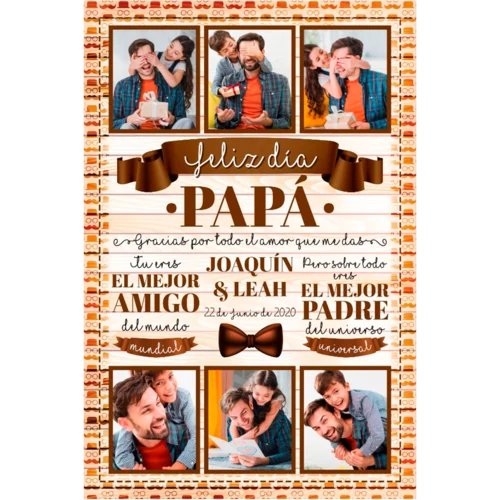 feliz día
•PAPÁ•
Gracias por todo el amor que me das
Tu eres
EL MEJOR
AMIGO
del mundo
mundial
JOAQUÍN
& LEAH
22 de Junio de 2020
Pero sobre todo
eres
EL MEJOR
PADRE
del universo
universal